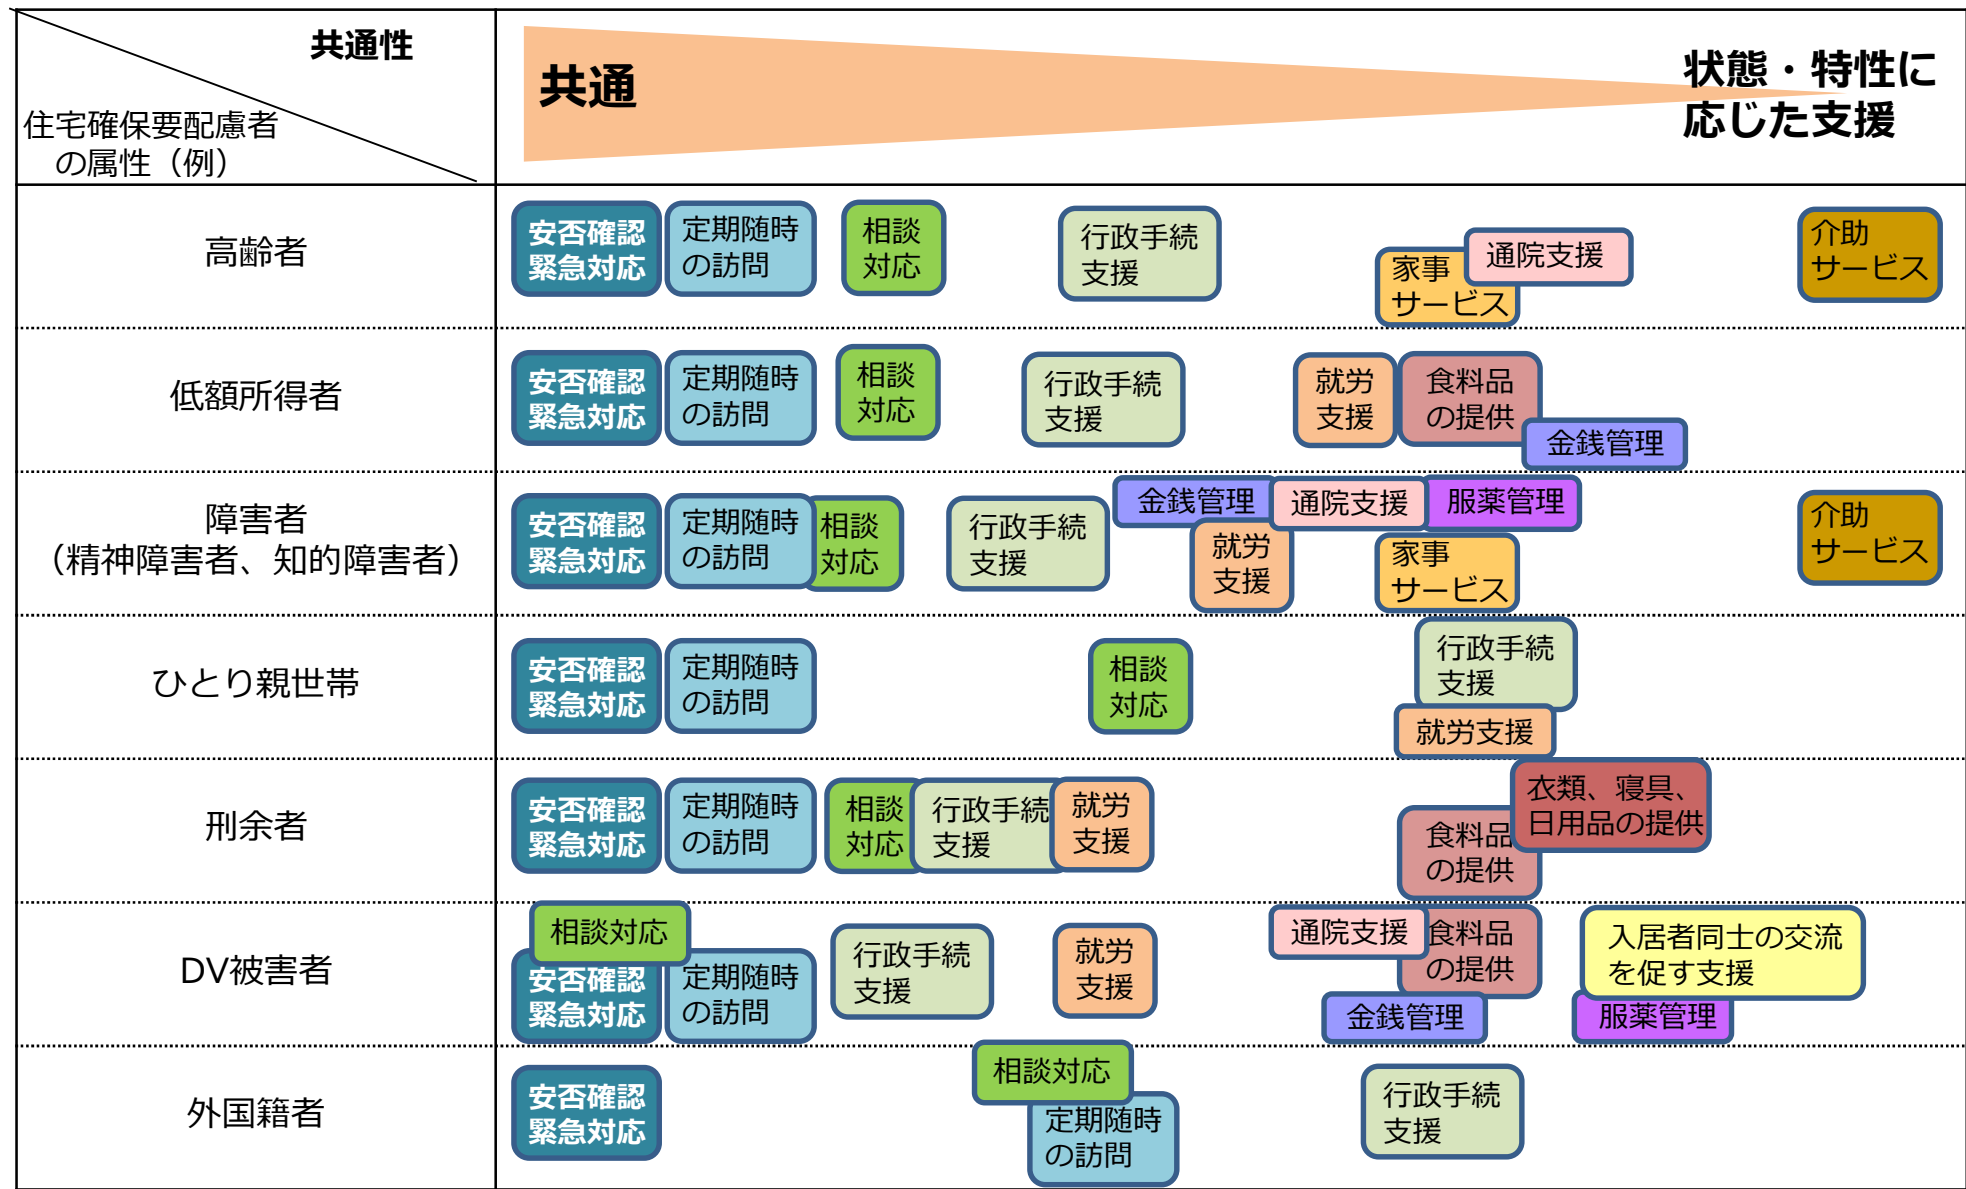 共通性
住宅確保要配慮者
の属性（例）
共通
状態・特性に
応じた支援
高齢者
安否確認
緊急対応
定期随時
の訪問
相談
対応
行政手続
支援
家事
サービス
通院支援
介助
サービス
低額所得者
安否確認
緊急対応
定期随時
の訪問
相談
対応
行政手続
支援
就労
支援
食料品
の提供
金銭管理
障害者
（精神障害者、知的障害者）
安否確認
緊急対応
定期随時
の訪問
相談
対応
行政手続
支援
金銭管理
就労
支援
通院支援
服薬管理
家事
サービス
介助
サービス
ひとり親世帯
安否確認
緊急対応
定期随時
の訪問
相談
対応
行政手続
支援
就労支援
刑余者
安否確認
緊急対応
定期随時
の訪問
相談
対応
行政手続
支援
就労
支援
食料品
の提供
衣類、寝具、
日用品の提供
DV被害者
相談対応
安否確認
緊急対応
定期随時
の訪問
行政手続
支援
就労
支援
通院支援
食料品
の提供
金銭管理
入居者同士の交流
を促す支援
服薬管理
外国籍者
安否確認
緊急対応
相談対応
定期随時
の訪問
行政手続
支援